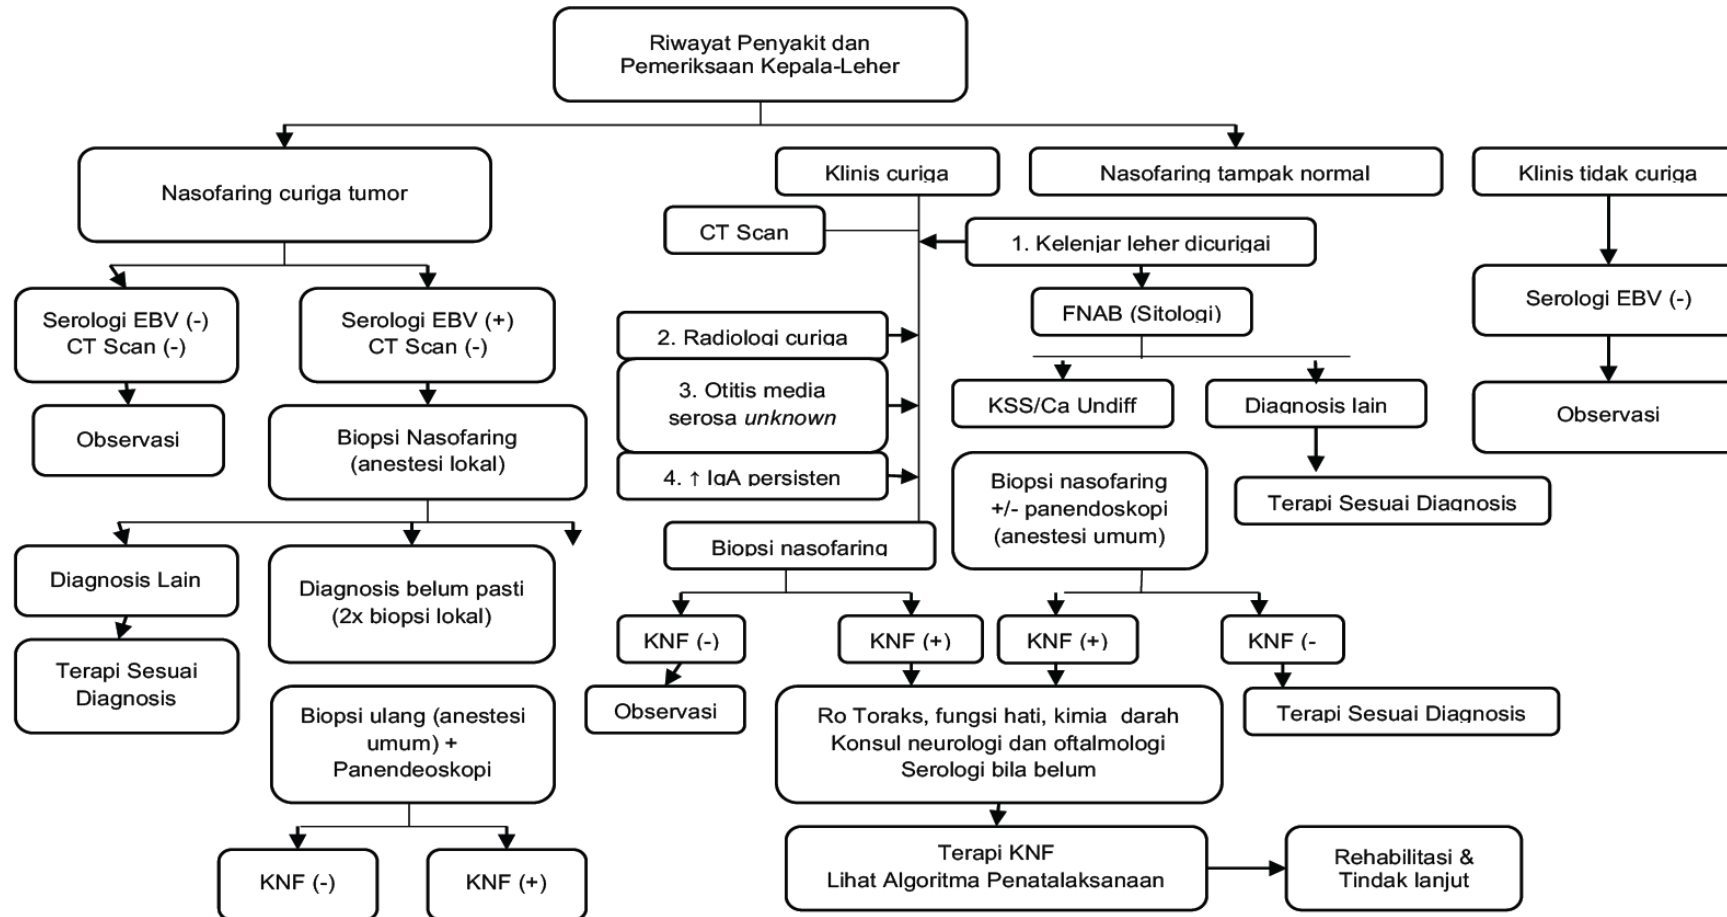 Riwayat Penyakit dan
Pemeriksaan Kepala-Leher
Nasofaring curiga tumor
Klinis curiga
Nasofaring tampak normal
Klinis tidak curiga
CT Scan
1. Kelenjar leher dicurigai
Serologi EBV (-)
CT Scan (-)
Serologi EBV (+)
CT Scan (-)
FNAB (Sitologi)
Serologi EBV (-)
2. Radiologi curiga
3. Otitis media
serosa unknown
4. ↑ IgA persisten
KSS/Ca Undiff
Diagnosis lain
Observasi
Observasi
Biopsi Nasofaring
(anestesi lokal)
Biopsi nasofaring
+/- panendoskopi
(anestesi umum)
Terapi Sesuai Diagnosis
Diagnosis Lain
Diagnosis belum pasti
(2x biopsi lokal)
Biopsi nasofaring
Terapi Sesuai
Diagnosis
KNF (-)
KNF (+)
KNF (+)
KNF (-
Biopsi ulang (anestesi
umum) +
Panendeoskopi
Observasi
Ro Toraks, fungsi hati, kimia darah
Konsul neurologi dan oftalmologi
Serologi bila belum
Terapi Sesuai Diagnosis
KNF (-)
KNF (+)
Terapi KNF
Lihat Algoritma Penatalaksanaan
Rehabilitasi &
Tindak lanjut